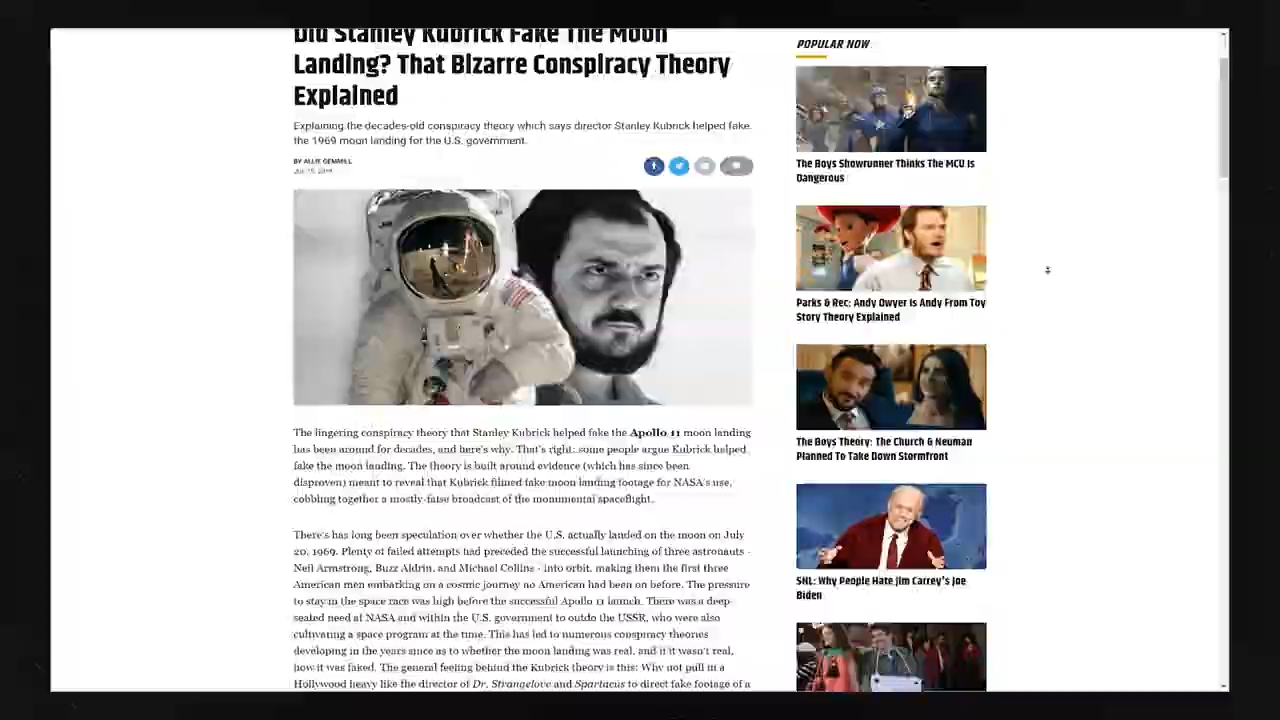 Did Stanley Kubrick Fake The Moon
Landing? That Bizarre Conspiracy Theory
Explained
Explaining the decades-old conspiracy theory which says director Stanley Kubrick helped fake
the 1969 moon landing for the U.S. government.
BY ALLIE GEMMILL
The lingering conspiracy theory that Stanley Kubrick helped fake the Apollo 11 moon landing
has been around for decades, and here's why. That's right: some people argue Kubrick helped
fake the moon landing. The theory is built around evidence (which has since been
disproven) meant to reveal that Kubrick filmed fake moon landing footage for NASA's use,
cobbling together a mostly-false broadcast of the monumental spaceflight.
There's has long been speculation over whether the U.S. actually landed on the moon on July
20, 1969. Plenty of failed attempts had preceded the successful launching of three astronauts -
Neil Armstrong, Buzz Aldrin, and Michael Collins - into orbit, making them the first three
American men embarking on a cosmic journey no American had been on before. The pressure
to stay in the space race was high before the successful Apollo 11 launch. There was a deep-
seated need at NASA and within the U.S. government to outdo the USSR, who were also
cultivating a space program at the time. This has led to numerous conspiracy theories
developing in the years since as to whether the moon landing was real, and if it wasn't real,
how it was faked. The general feeling behind the Kubrick theory is this: Why not pull in a
Hollywood heavy like the director of Dr. Strangelove and Spartacus to direct fake footage of a
POPULAR NOW
The Boys Showrunner Thinks The MCU Is
Dangerous
Parks & Rec: Andy Dwyer Is Andy From Toy
Story Theory Explained
The Boys Theory: The Church & Neuman
Planned To Take Down Stormfront
SNL: Why People Hate Jim Carrey's Joe
Biden